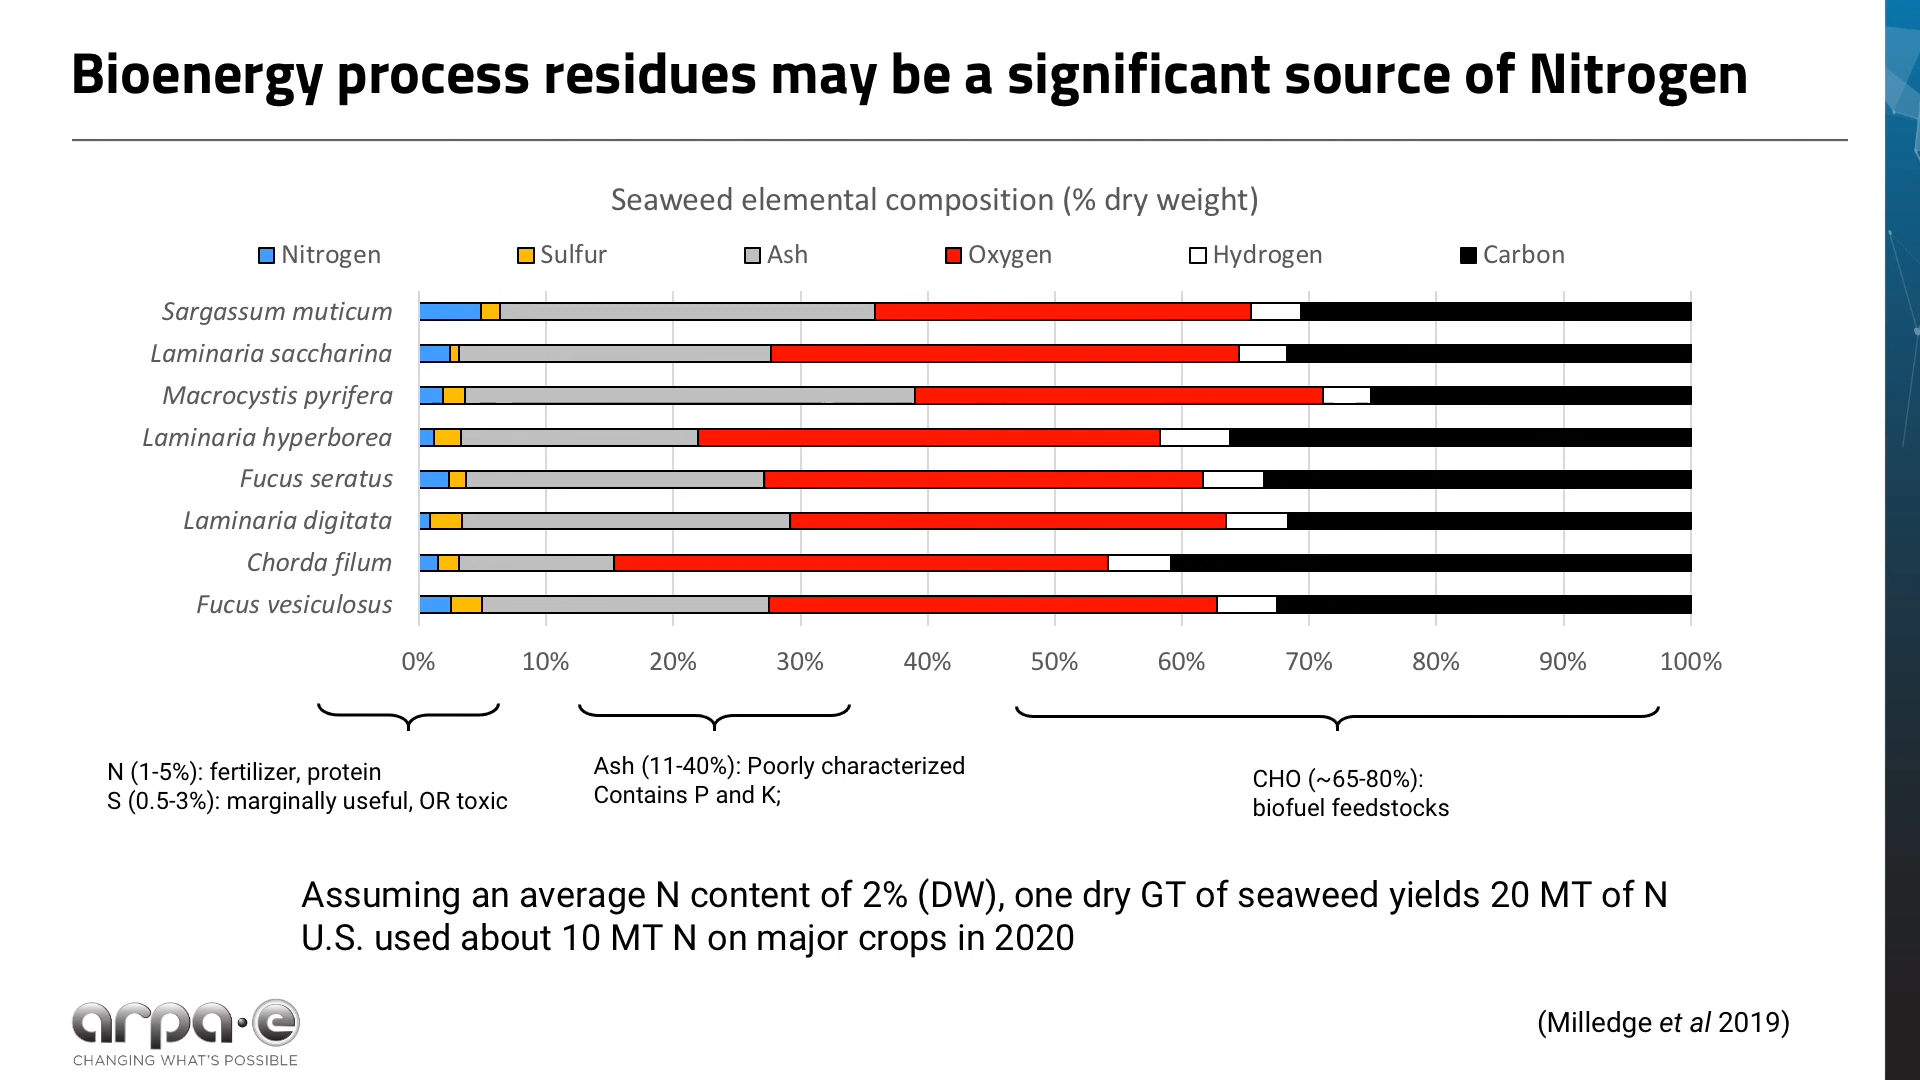 Bioenergy process residues may be a significant source of Nitrogen
Seaweed elemental composition (% dry weight)
Nitrogen Sulfur Ash Oxygen Hydrogen Carbon
Sargassum muticum
Laminaria saccharina
Macrocystis pyrifera
Laminaria hyperborea
Fucus seratus
Laminaria digitata
Chorda filum
Fucus vesiculosus
0% 10% 20% 30% 40% 50% 60% 70% 80% 90% 100%
N (1-5%): fertilizer, protein
S (0.5-3%): marginally useful, OR toxic
Ash (11-40%): Poorly characterized
Contains P and K;
CHO (~65-80%):
biofuel feedstocks
Assuming an average N content of 2% (DW), one dry GT of seaweed yields 20 MT of N
U.S. used about 10 MT N on major crops in 2020
arpa·e
CHANGING WHAT'S POSSIBLE
(Milledge et al 2019)